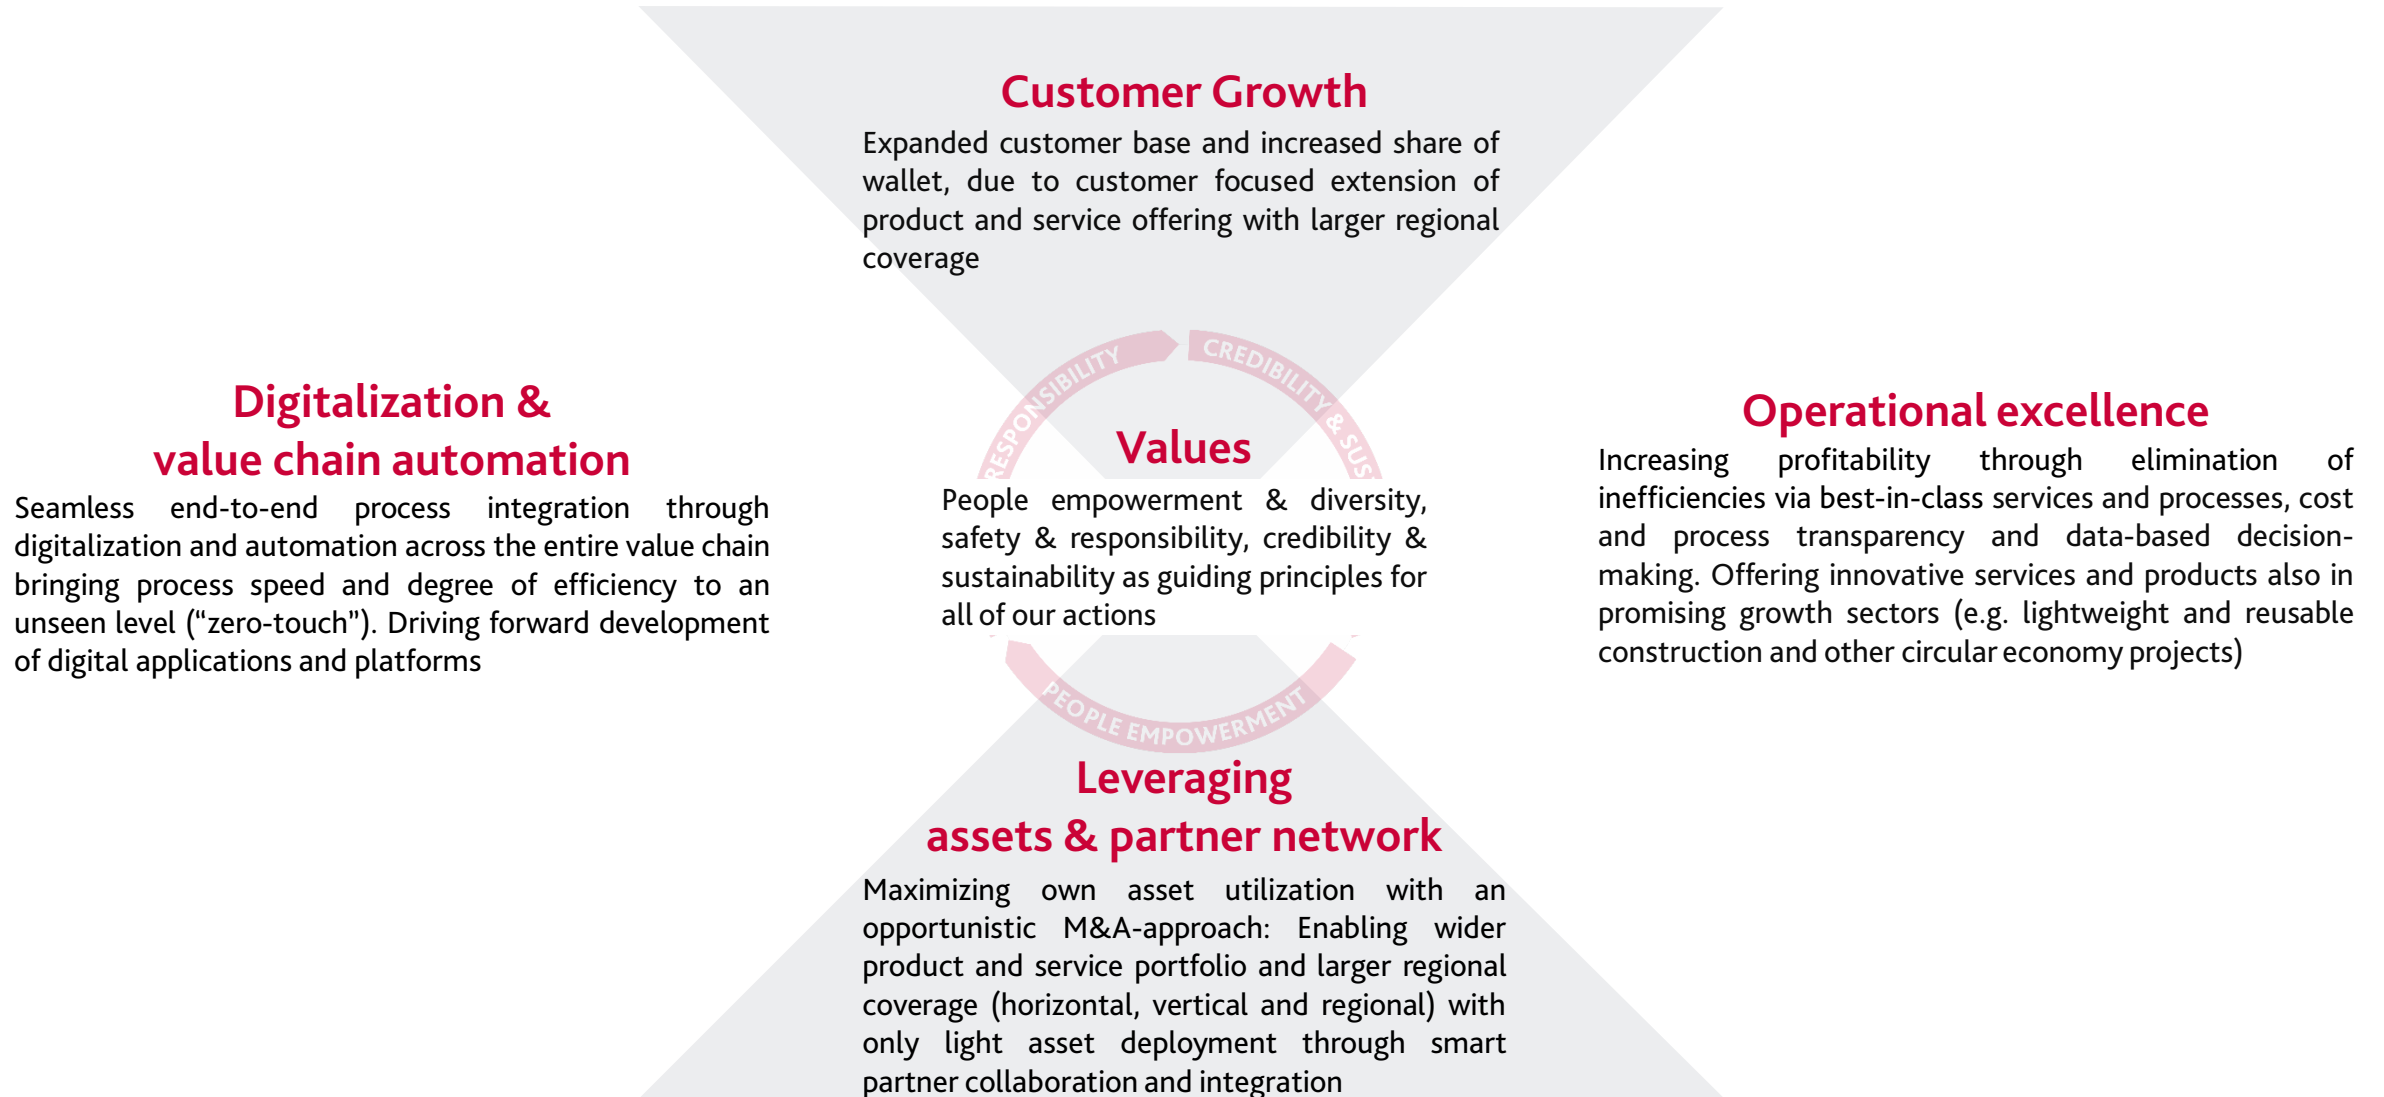 Customer Growth
Expanded customer base and increased share of
wallet, due to customer focused extension of
product and service offering with larger regional
coverage
Digitalization &
value chain automation
Seamless end-to-end process integration through
digitalization and automation across the entire value chain
bringing process speed and degree of efficiency to an
unseen level (“zero-touch”). Driving forward development
of digital applications and platforms
RESPONSIBILITY
CREDIBILITY & SUS
Values
People empowerment & diversity,
safety & responsibility, credibility &
sustainability as guiding principles for
all of our actions
PEOPLE EMPOWERMENT
Operational excellence
Increasing profitability through elimination of
inefficiencies via best-in-class services and processes, cost
and process transparency and data-based decision-
making. Offering innovative services and products also in
promising growth sectors (e.g. lightweight and reusable
construction and other circular economy projects)
Leveraging
assets & partner network
Maximizing own asset utilization with an
opportunistic M&A-approach: Enabling wider
product and service portfolio and larger regional
coverage (horizontal, vertical and regional) with
only light asset deployment through smart
partner collaboration and integration